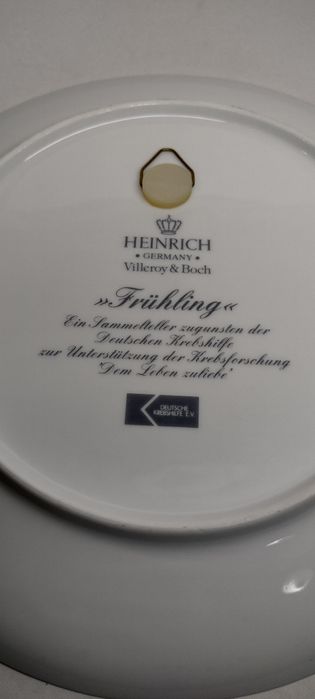 HEINRICH
• GERMANY •
Villeroy & Boch
»Frühling«
Ein Sammelteller zugunsten der
Deutschen Krebshilfe
zur Unterstützung der Krebsforschung
"Dem Leben zuliebe"
DEUTSCHE
KREBSHILFE E.V.